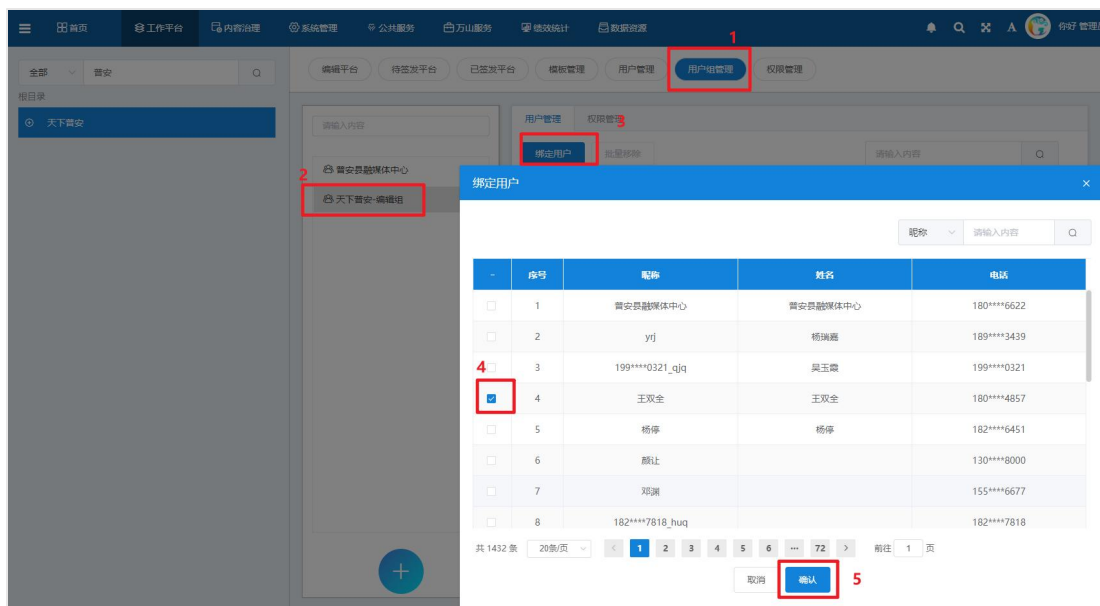 首页 工作平台 内容治理 系统管理 公共服务 万山服务 绩效统计 数据资源 A 你好 管理
1
全部 普安
编辑平台 待签发平台 已签发平台 模板管理 用户管理 用户组管理 权限管理
根目录
天下普安
请输入内容
用户管理 权限管理
3
绑定用户 批量移除 请输入内容
普安县融媒体中心
2
天下普安-编辑组
绑定用户 ×
昵称 请输入内容
- 序号 昵称 姓名 电话
1 普安县融媒体中心 普安县融媒体中心 180****6622
2 yrj 杨瑞嘉 189****3439
4
3 199****0321_qjq 吴玉霞 199****0321
4 王双全 王双全 180****4857
5 杨停 杨停 182****6451
6 颜让 130****8000
7 邓渊 155****6677
8 182****7818_huq 182****7818
共 1432 条 20条/页 < 1 2 3 4 5 6 ··· 72 > 前往 1 页
+
取消 确认 5